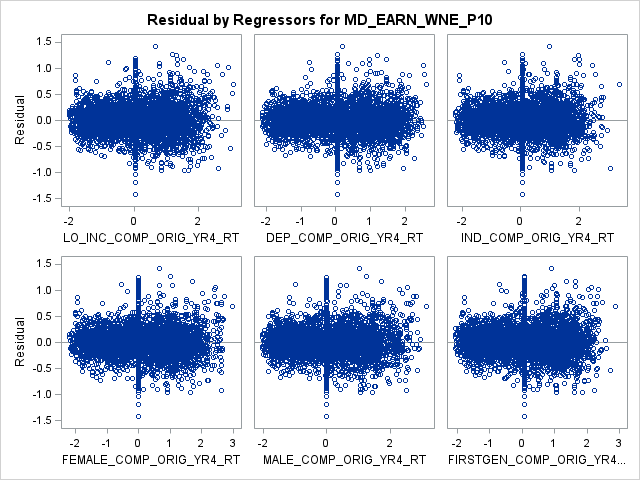 Residual by Regressors for MD_EARN_WNE_P10
Residual
1.5
1.0
0.5
0.0
-0.5
-1.0
-1.5
-2 0 2
LO_INC_COMP_ORIG_YR4_RT
-2 -1 0 1 2
DEP_COMP_ORIG_YR4_RT
-2 0 2
IND_COMP_ORIG_YR4_RT
Residual
1.5
1.0
0.5
0.0
-0.5
-1.0
-1.5
-2 -1 0 1 2 3
FEMALE_COMP_ORIG_YR4_RT
-2 0 2
MALE_COMP_ORIG_YR4_RT
-2 -1 0 1 2 3
FIRSTGEN_COMP_ORIG_YR4...